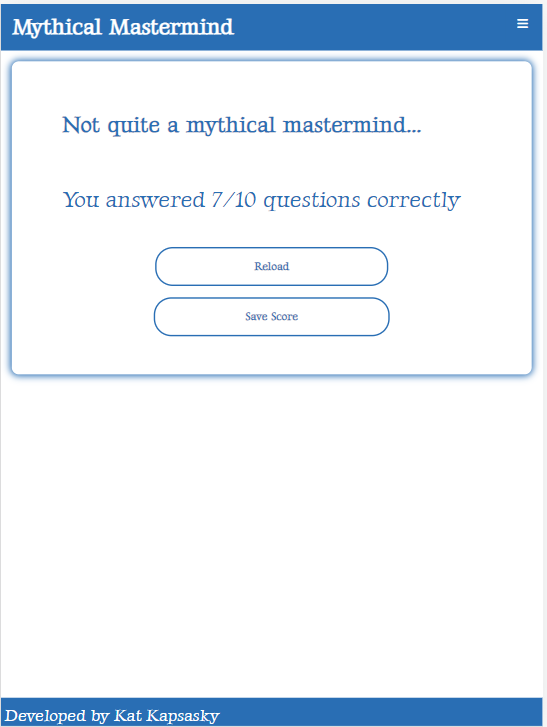 Mythical Mastermind
Not quite a mythical mastermind...
You answered 7/10 questions correctly
Reload
Save Score
Developed by Kat Kapsasky